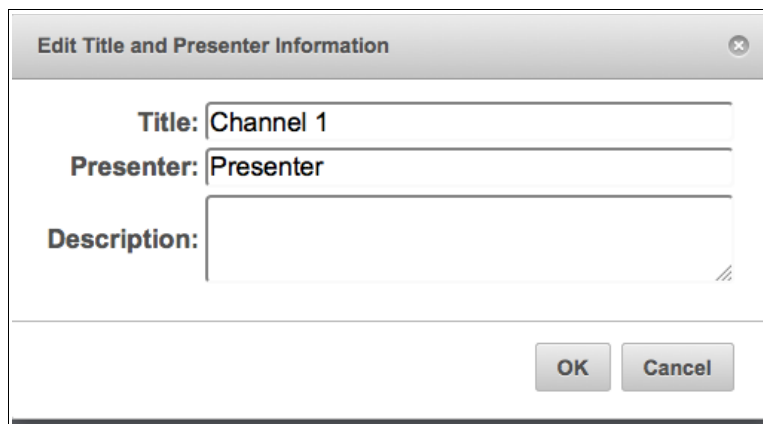 Edit Title and Presenter Information
Title: Channel 1
Presenter: Presenter
Description:
OK Cancel